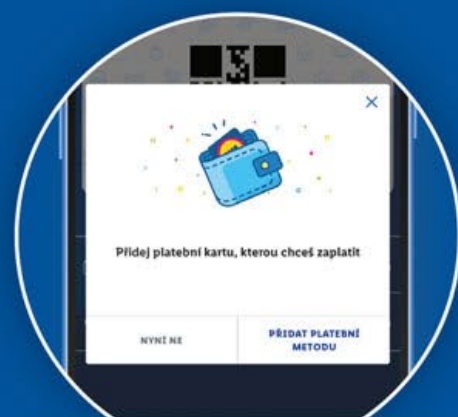 Přidej platební kartu, kterou chceš zaplatit
NYNÍ NE
PŘIDAT PLATEBNÍ
METODU